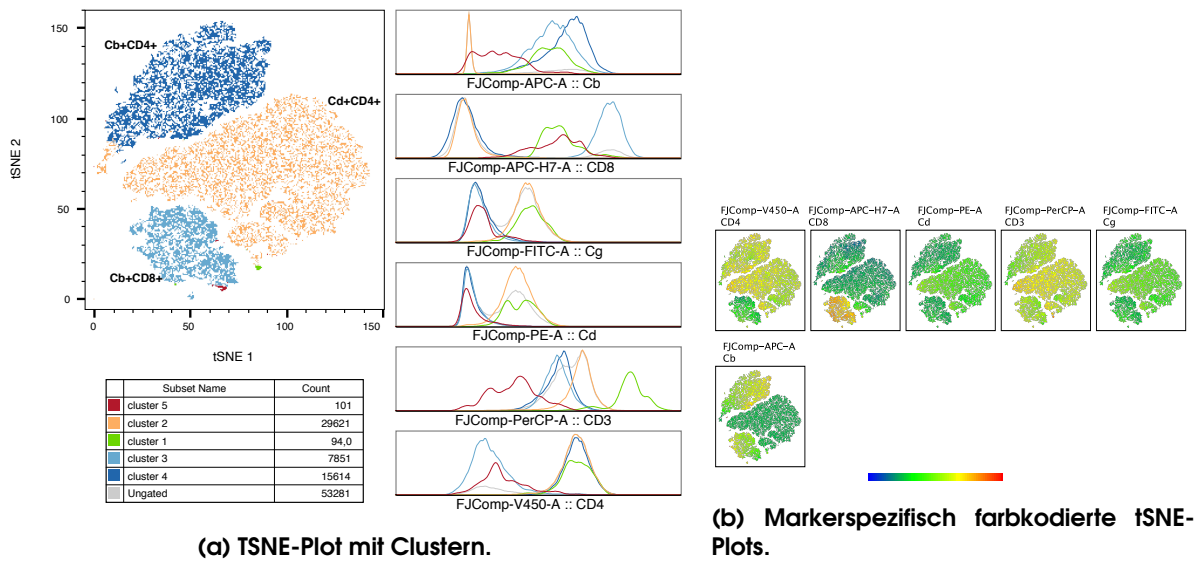 150
100
50
0
tSNE 2
Cb+CD4+
Cd+CD4+
Cb+CD8+
0 50 100 150
tSNE 1
Subset Name Count
cluster 5 101
cluster 2 29621
cluster 1 94,0
cluster 3 7851
cluster 4 15614
Ungated 53281
FJComp-APC-A :: Cb
FJComp-APC-H7-A :: CD8
FJComp-FITC-A :: Cg
FJComp-PE-A :: Cd
FJComp-PerCP-A :: CD3
FJComp-V450-A :: CD4
(a) TSNE-Plot mit Clustern.
FJComp-V450-A
CD4
FJComp-APC-H7-A
CD8
FJComp-PE-A
Cd
FJComp-PerCP-A
CD3
FJComp-FITC-A
Cg
FJComp-APC-A
Cb
(b) Markerspezifisch farbkodierte tSNE-
Plots.